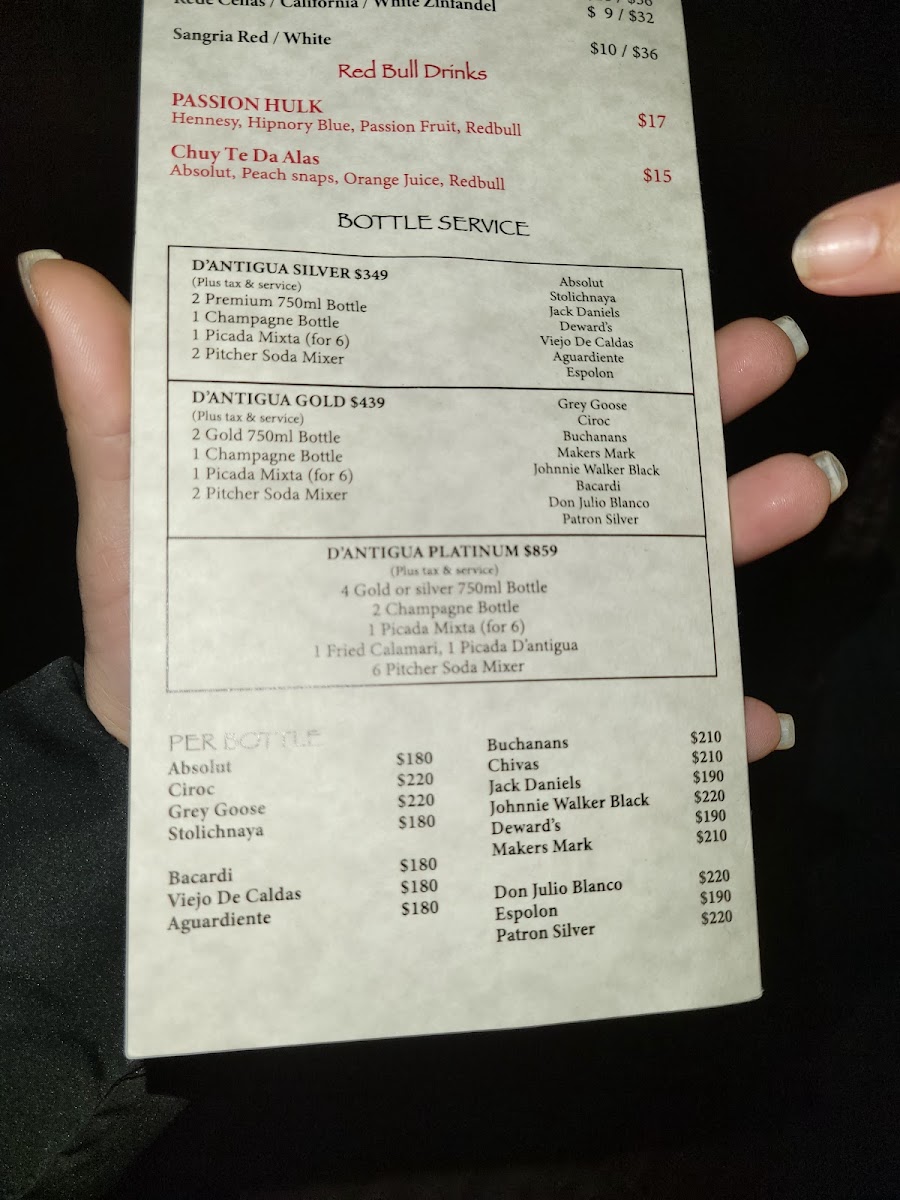 Cellas / California / White Zinfandel $ 9 / $32
Sangria Red / White $10 / $36
Red Bull Drinks
PASSION HULK
Hennesy, Hipnory Blue, Passion Fruit, Redbull $17
Chuy Te Da Alas
Absolut, Peach snaps, Orange Juice, Redbull $15
BOTTLE SERVICE
D'ANTIGUA SILVER $349
(Plus tax & service)
2 Premium 750ml Bottle
1 Champagne Bottle
1 Picada Mixta (for 6)
2 Pitcher Soda Mixer
Absolut
Stolichnaya
Jack Daniels
Deward's
Viejo De Caldas
Aguardiente
Espolon
D'ANTIGUA GOLD $439
(Plus tax & service)
2 Gold 750ml Bottle
1 Champagne Bottle
1 Picada Mixta (for 6)
2 Pitcher Soda Mixer
Grey Goose
Ciroc
Buchanans
Makers Mark
Johnnie Walker Black
Bacardi
Don Julio Blanco
Patron Silver
D'ANTIGUA PLATINUM $859
(Plus tax & service)
4 Gold or silver 750ml Bottle
2 Champagne Bottle
1 Picada Mixta (for 6)
1 Fried Calamari, 1 Picada D'antigua
6 Pitcher Soda Mixer
PER BOTTLE
Absolut $180
Ciroc $220
Grey Goose $220
Stolichnaya $180
Bacardi $180
Viejo De Caldas $180
Aguardiente $180
Buchanans $210
Chivas $210
Jack Daniels $190
Johnnie Walker Black $220
Deward's $190
Makers Mark $210
Don Julio Blanco $220
Espolon $190
Patron Silver $220